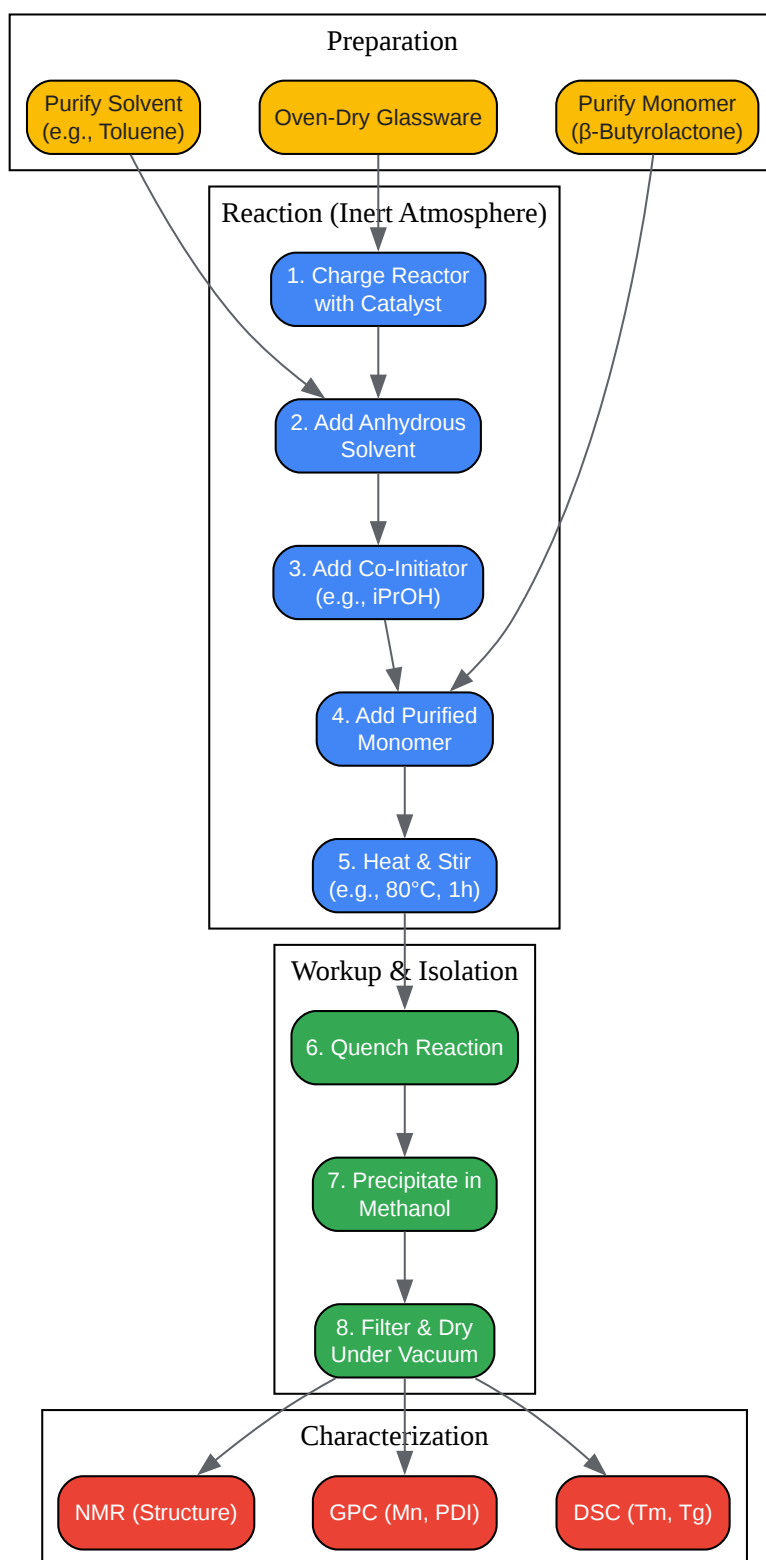 Preparation
Purify Solvent
(e.g., Toluene)
Oven-Dry Glassware
Purify Monomer
(β-Butyrolactone)
Reaction (Inert Atmosphere)
1. Charge Reactor
with Catalyst
2. Add Anhydrous
Solvent
3. Add Co-Initiator
(e.g., iPrOH)
4. Add Purified
Monomer
5. Heat & Stir
(e.g., 80°C, 1h)
Workup & Isolation
6. Quench Reaction
7. Precipitate in
Methanol
8. Filter & Dry
Under Vacuum
Characterization
NMR (Structure)
GPC (Mn, PDI)
DSC (Tm, Tg)